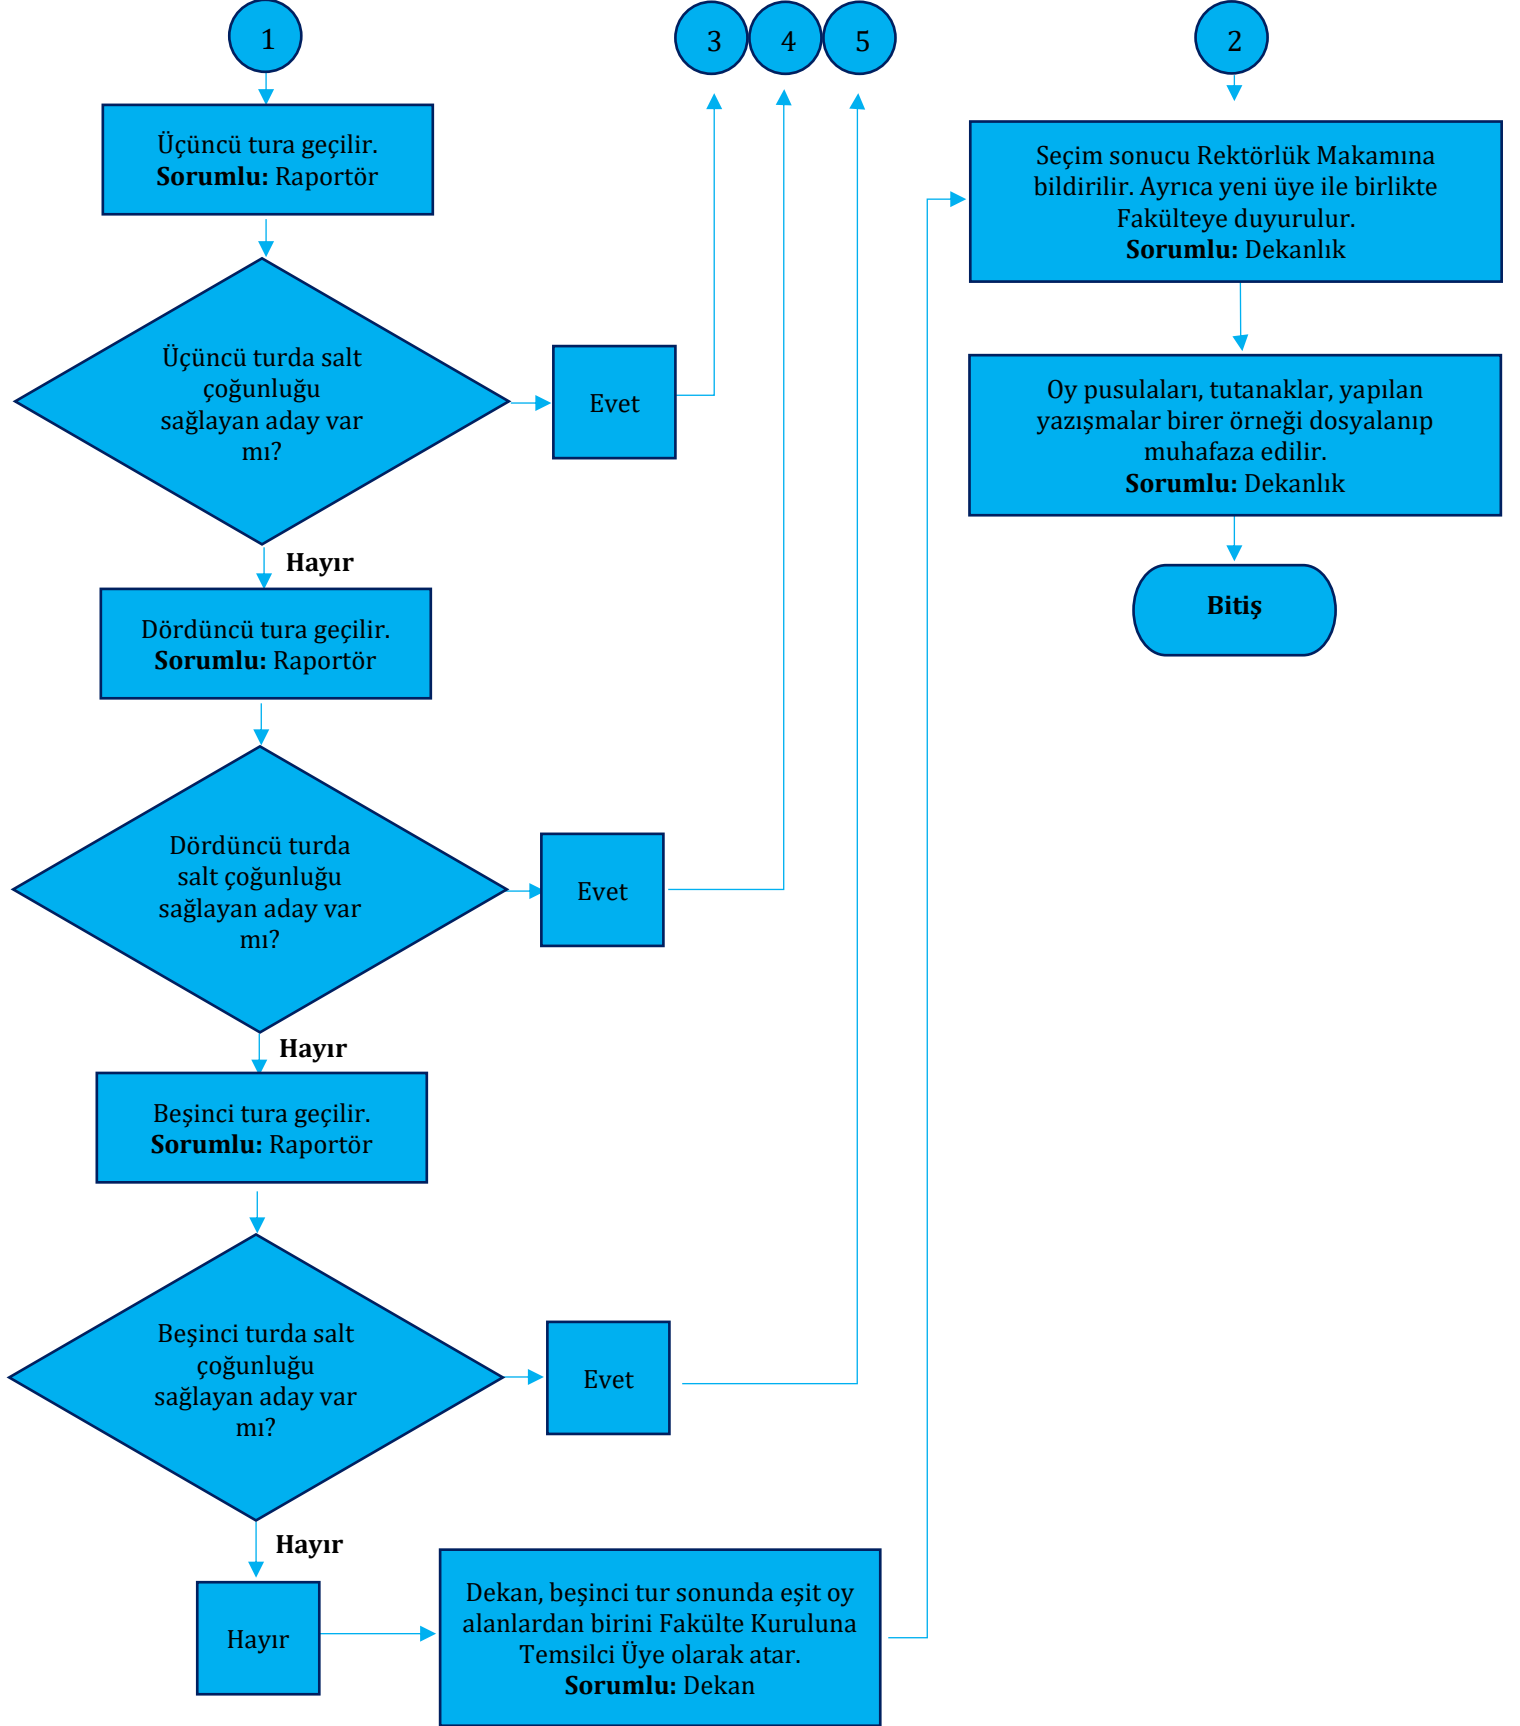 1
Üçüncü tura geçilir.
Sorumlu: Raportör
Üçüncü turda salt
çoğunluğu
sağlayan aday var
mı?
Evet
3
4
5
Hayır
Dördüncü tura geçilir.
Sorumlu: Raportör
Dördüncü turda
salt çoğunluğu
sağlayan aday var
mı?
Evet
Hayır
Beşinci tura geçilir.
Sorumlu: Raportör
Beşinci turda salt
çoğunluğu
sağlayan aday var
mı?
Evet
Hayır
Hayır
Dekan, beşinci tur sonunda eşit oy
alanlardan birini Fakülte Kuruluna
Temsilci Üye olarak atar.
Sorumlu: Dekan
2
Seçim sonucu Rektörlük Makamına
bildirilir. Ayrıca yeni üye ile birlikte
Fakülteye duyurulur.
Sorumlu: Dekanlık
Oy pusulaları, tutanaklar, yapılan
yazışmalar birer örneği dosyalanıp
muhafaza edilir.
Sorumlu: Dekanlık
Bitiş